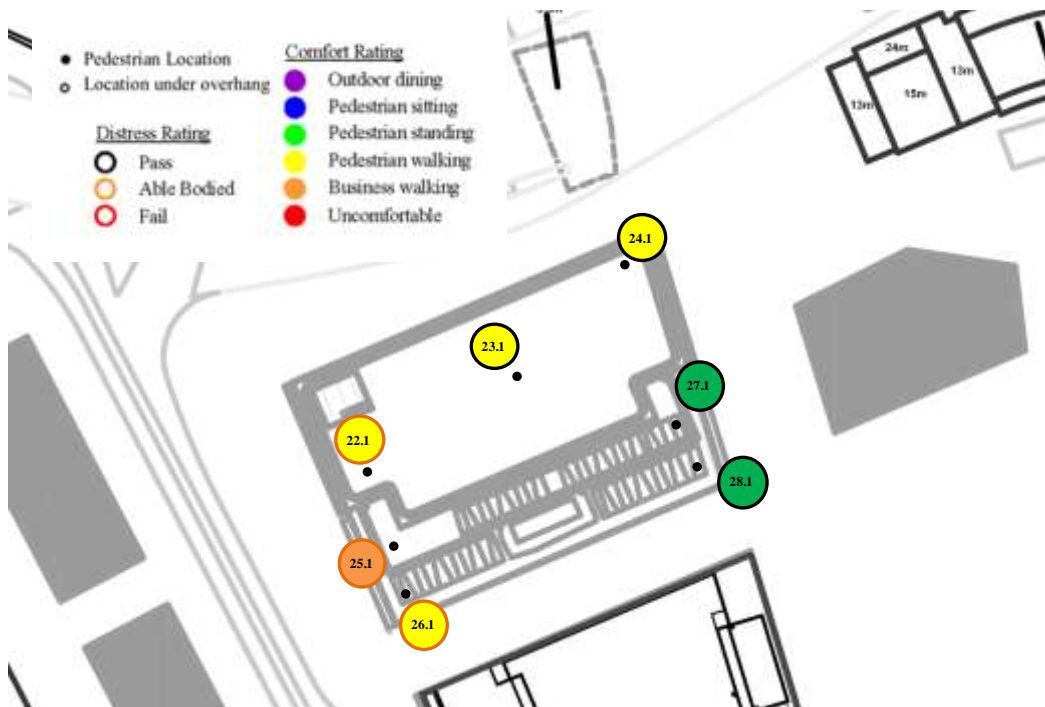 Pedestrian Location
Location under overhang
Distress Rating
Pass
Able Bodied
Fail
Comfort Rating
Outdoor dining
Pedestrian sitting
Pedestrian standing
Pedestrian walking
Business walking
Uncomfortable
24m
13m
15m
13m
24.1
23.1
27.1
22.1
28.1
25.1
26.1